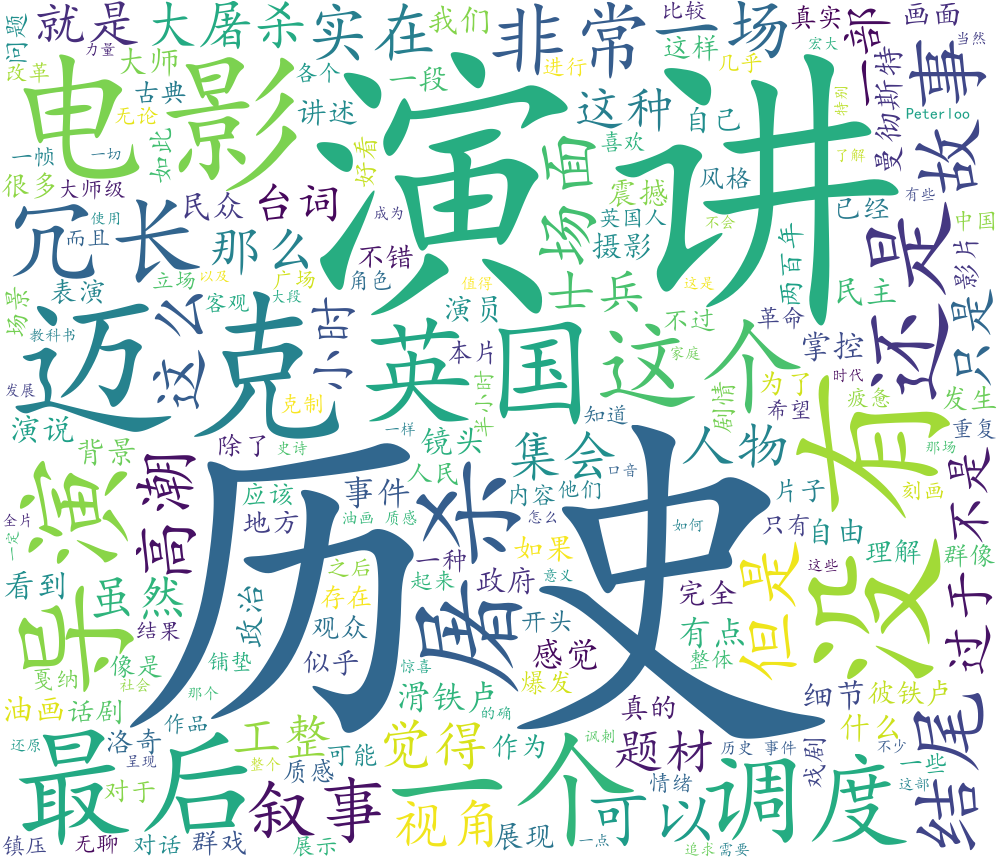 问题
就是
力量
大屠杀
实在
我们
非常
一场
比较
真实
这样
几乎
宏大
一部
画面
当然
改革
大师
各个
一段
进行
古典
无论
讲述
这种
自己
特别
曼彻斯特
故事
Peterloo
电影
演讲
一帧
一切
如此
很多
大师级
好看
场面
喜欢
震撼
风格
了解
有些
冗长
使用
而且
民众
台词
那么
成为
不错
英国人
摄影
不会
已经
还是
中国
影片
场景
表演
立场
以及
广场
客观
大段
角色
演员
士兵
值得
这是
两百年
民主
只是
教科书
迈克
这么
小时
英国
本片
不过
这个
革命
掌控
家庭
时代
发展
克制
半小时
剧情
为了
希望
疲惫
发生
重复
演说
背景
除了
史诗
一样
镜头
知道
没有
那场
导演
高潮
应该
事件
人民
集会
口音
人物
片子
不是
刻画
全片
一定
地方
油画 质感
历史
怎么
内容
他们
如何
只有
自由
但是
这些
理解
群像
看到
虽然
之后
一种
如果
起来
政府
意义
屠杀
完全
过于
结果
政治
存在
观众
开头
有点
戛纳
像是
社会
铺垫
那个
似乎
惊喜
感觉
爆发
整体
细节
彼铁卢
油画
话剧
作品
滑铁卢
的确
真的
什么
结尾
还原
呈现
洛奇
工整
整个
可能
觉得
作为
讽刺
题材
历史 事件
戏剧
不少
一些
最后
对于
质感
叙事
一个
视角
可以
情绪
调度
这部
镇压
无聊
对话
群戏
展示
展现
一点
追求
需要